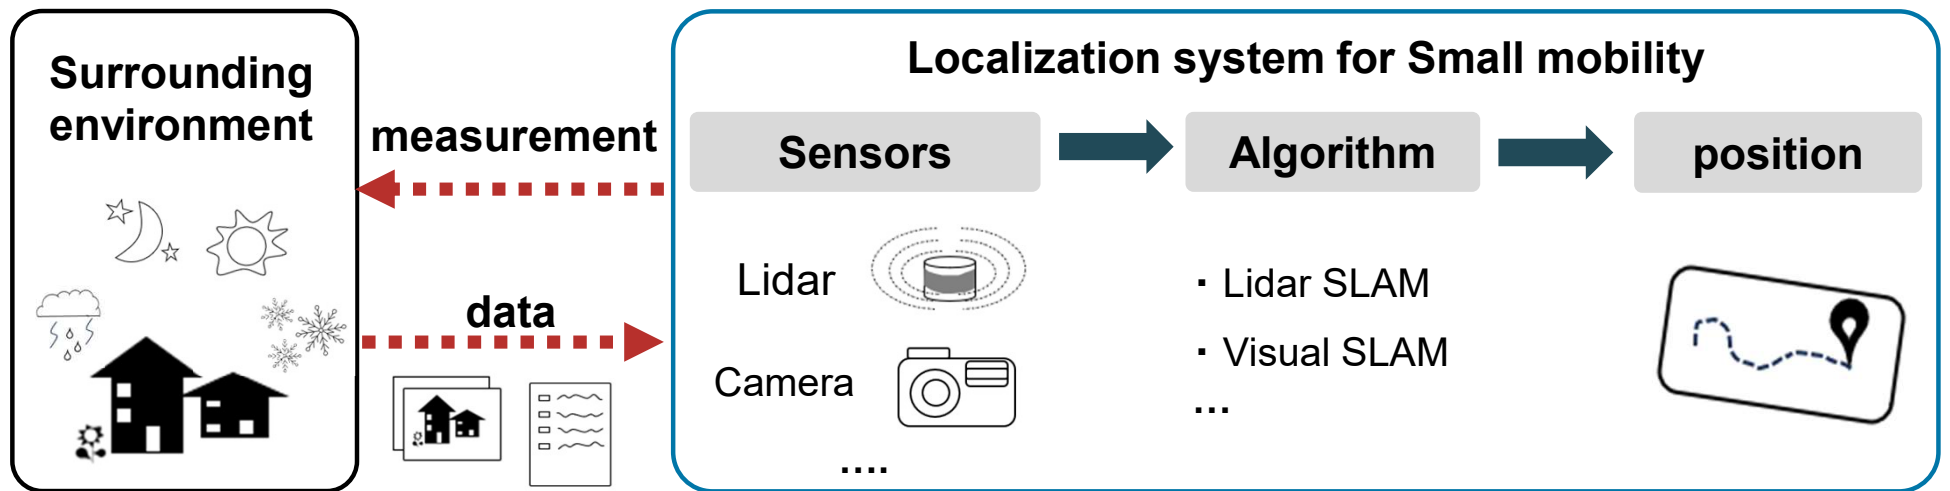 Surrounding
environment
measurement
data
Localization system for Small mobility
Sensors
Algorithm
position
Lidar
Camera
....
・Lidar SLAM
・Visual SLAM
...